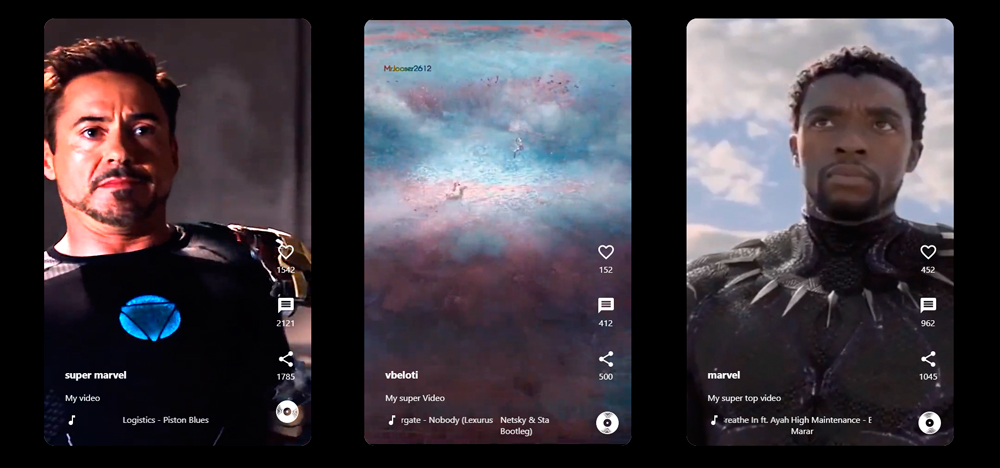 1542
2121
1785
super marvel
My video
Logistics - Piston Blues
Mr.looser2612
152
412
500
vbeloti
My super Video
rgate - Nobody (Lexurus Netsky & Sta
Bootleg)
452
962
1045
marvel
My super top video
reathe In ft. Ayah High Maintenance - E
Marar